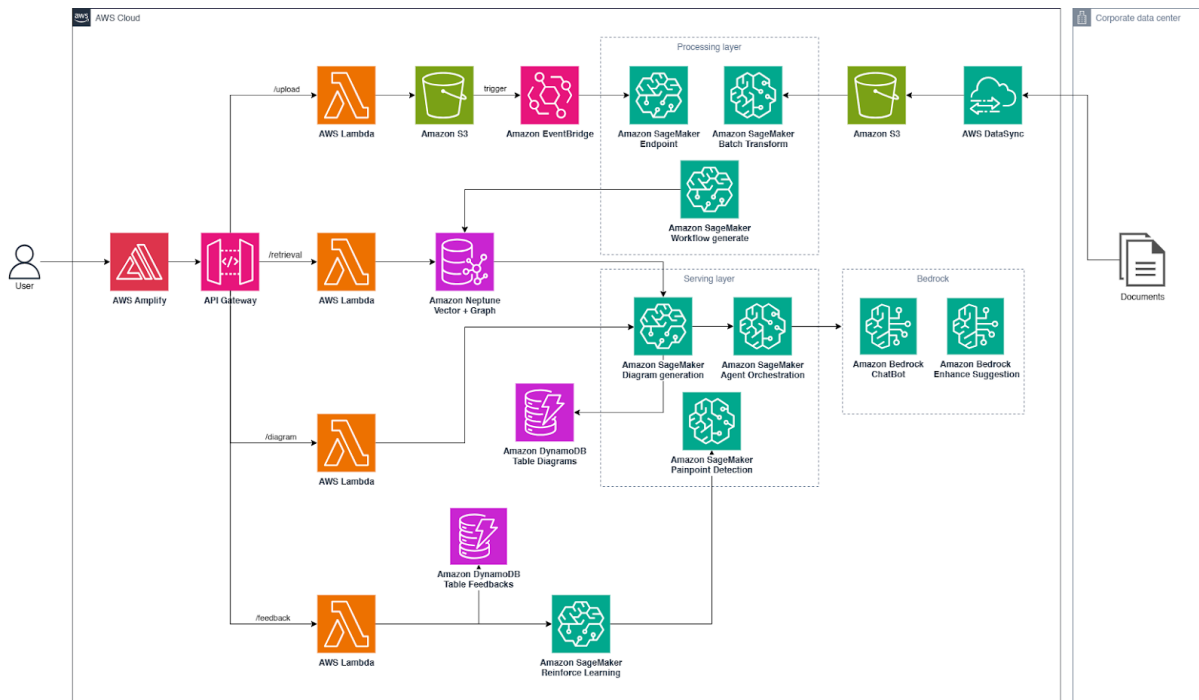 aws
AWS Cloud
Corporate data center
Processing layer
/upload
trigger
AWS Lambda
Amazon S3
Amazon EventBridge
Amazon SageMaker
Endpoint
Amazon SageMaker
Batch Transform
Amazon S3
AWS DataSync
Amazon SageMaker
Workflow generate
/retrieval
User
AWS Amplify
API Gateway
AWS Lambda
Amazon Neptune
Vector + Graph
Documents
Serving layer
Bedrock
Amazon SageMaker
Diagram generation
Amazon SageMaker
Agent Orchestration
Amazon Bedrock
ChatBot
Amazon Bedrock
Enhance Suggestion
/diagram
AWS Lambda
Amazon DynamoDB
Table Diagrams
Amazon SageMaker
Painpoint Detection
Amazon DynamoDB
Table Feedbacks
/feedback
AWS Lambda
Amazon SageMaker
Reinforce Learning